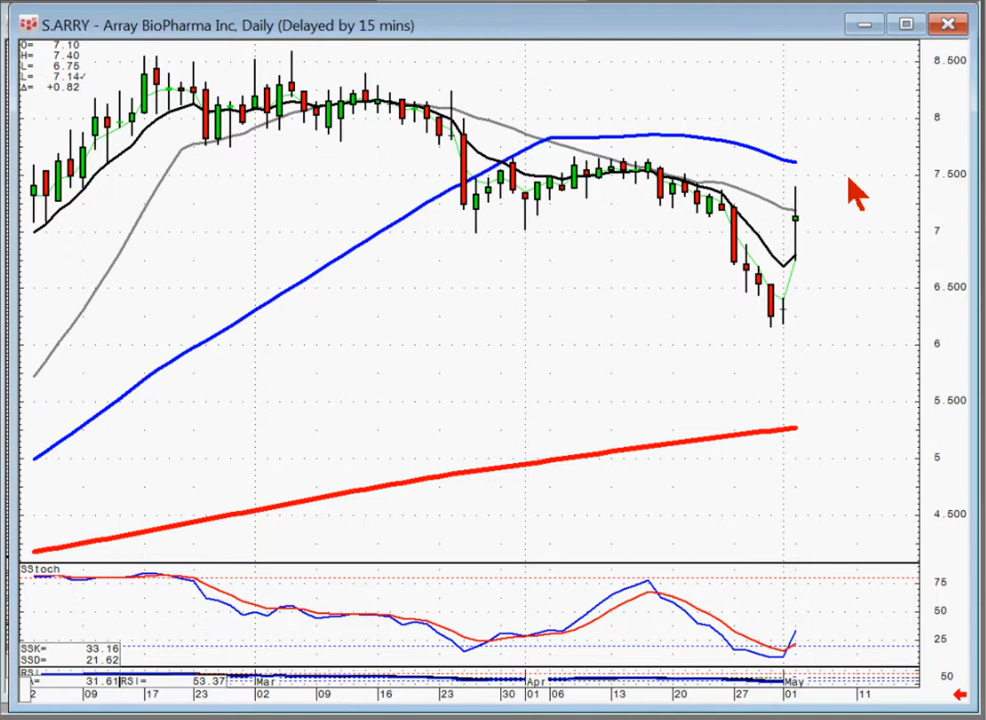 S.ARRY - Array BioPharma Inc, Daily (Delayed by 15 mins)
O= 7.10
H= 7.40
L= 6.75
L= 7.14✓
Δ= +0.82
8.500
8
7.500
7
6.500
6
5.500
5
4.500
SStoch
75
50
25
SSK= 33.16
SSD= 21.62
RSI
50
A= 31.61 RSI= 53.37
2 09 17 23 02 09 16 23 30 01 06 13 20 27 01 11
Mar Apr May